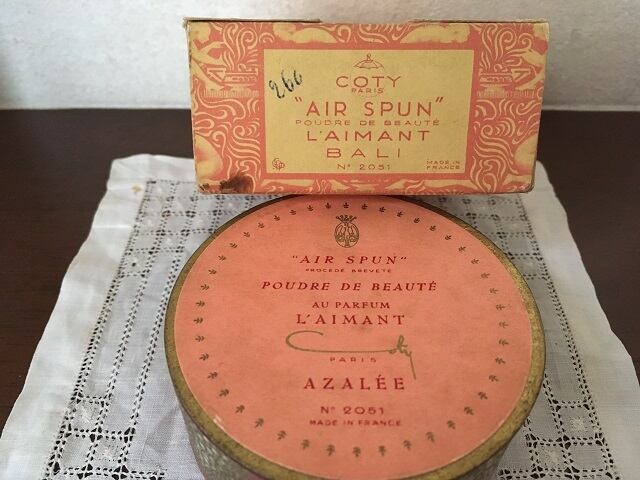 266
COTY
PARIS
"AIR SPUN"
POUDRE DE BEAUTÉ
L'AIMANT
BALI
Nº 2051
MADE IN
FRANCE
"AIR SPUN"
PROCÉDÉ BREVETÉ
POUDRE DE BEAUTÉ
AU PARFUM
L'AIMANT
Coty
PARIS
AZALÉE
Nº 2051
MADE IN FRANCE